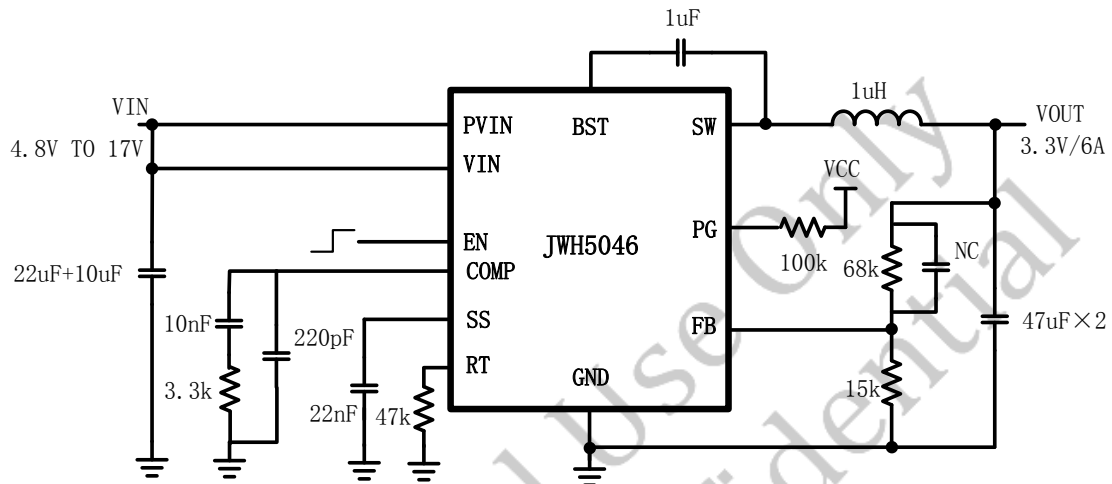 1uF
VIN
4.8V TO 17V
PVIN
BST
SW
1uH
VOUT
3.3V/6A
VIN
VCC
EN
JWH5046
PG
100k
COMP
68k
NC
22uF+10uF
10nF
220pF
SS
FB
47uF×2
3.3k
RT
22nF
47k
GND
15k
Use Only